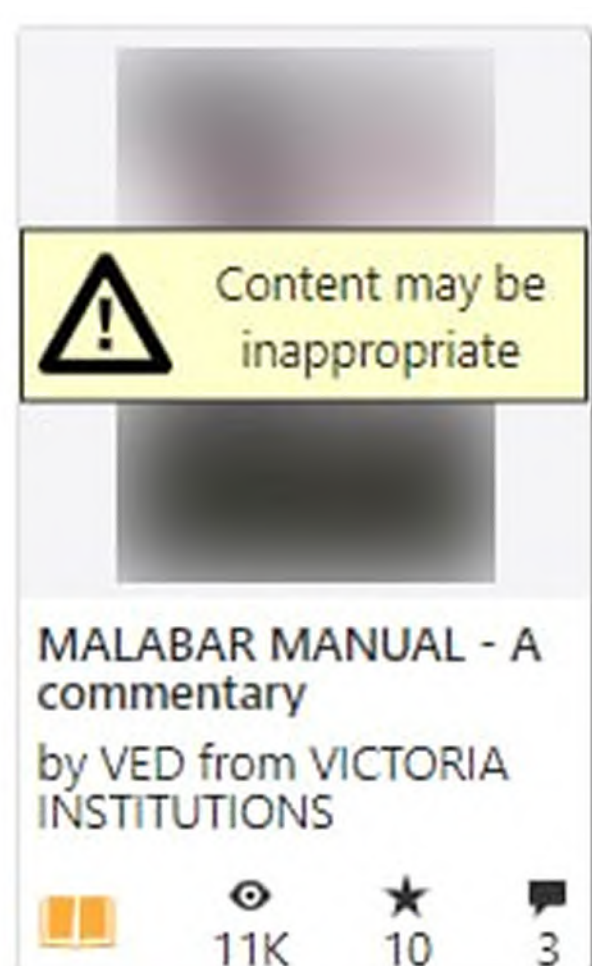 Content may be
inappropriate
MALABAR MANUAL - A
commentary
by VED from VICTORIA
INSTITUTIONS
11K 10 3